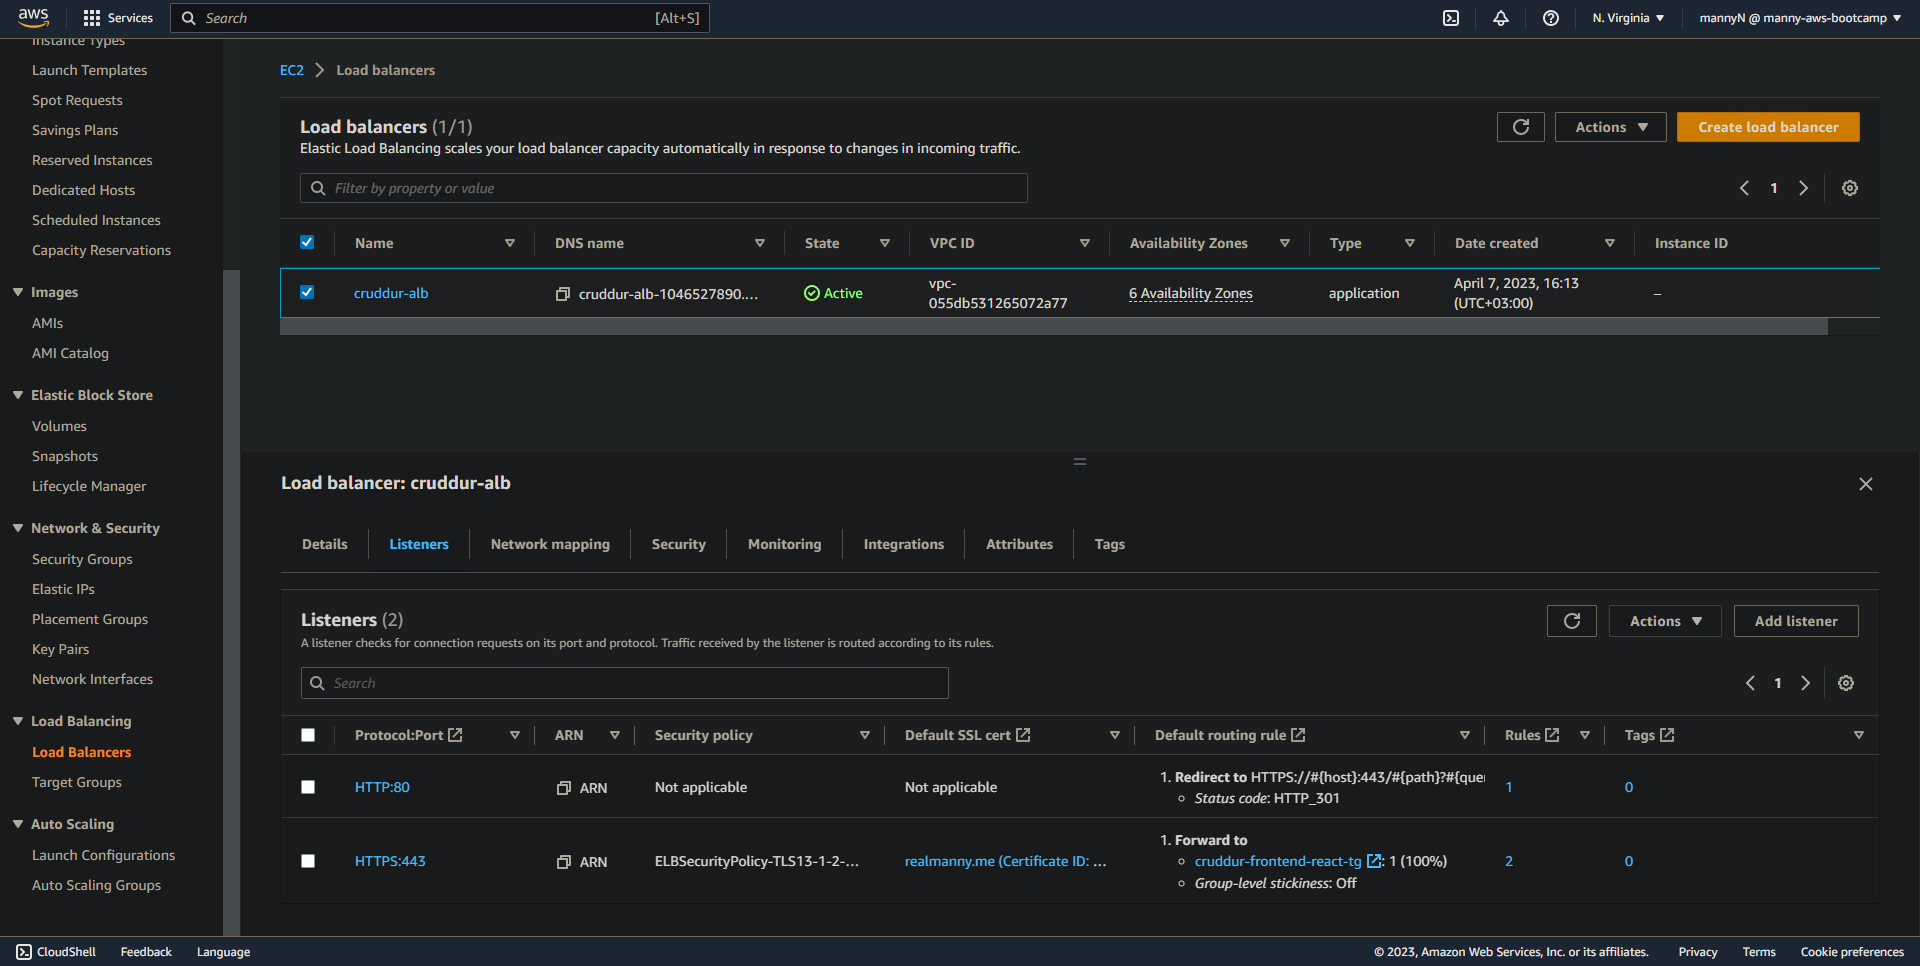 aws
Services
Search
[Alt+S]
N. Virginia
mannyN @ manny-aws-bootcamp
Instance Types
Launch Templates
Spot Requests
Savings Plans
Reserved Instances
Dedicated Hosts
Scheduled Instances
Capacity Reservations
Images
AMIs
AMI Catalog
Elastic Block Store
Volumes
Snapshots
Lifecycle Manager
Network & Security
Security Groups
Elastic IPs
Placement Groups
Key Pairs
Network Interfaces
Load Balancing
Load Balancers
Target Groups
Auto Scaling
Launch Configurations
Auto Scaling Groups
EC2 Load balancers
Load balancers (1/1)
Elastic Load Balancing scales your load balancer capacity automatically in response to changes in incoming traffic.
Actions
Create load balancer
Filter by property or value
1
Name DNS name State VPC ID Availability Zones Type Date created Instance ID
cruddur-alb
cruddur-alb-1046527890....
Active
vpc-
055db531265072a77
6 Availability Zones
application
April 7, 2023, 16:13
(UTC+03:00)
–
Load balancer: cruddur-alb
Details Listeners Network mapping Security Monitoring Integrations Attributes Tags
Listeners (2)
A listener checks for connection requests on its port and protocol. Traffic received by the listener is routed according to its rules.
Actions
Add listener
Search
1
Protocol:Port ARN Security policy Default SSL cert Default routing rule Rules Tags
HTTP:80
ARN
Not applicable
Not applicable
1. Redirect to HTTPS://#{host}:443/#{path}?#{quer
Status code: HTTP_301
1
0
HTTPS:443
ARN
ELBSecurityPolicy-TLS13-1-2-...
realmanny.me (Certificate ID: ...
1. Forward to
cruddur-frontend-react-tg : 1 (100%)
Group-level stickiness: Off
2
0
CloudShell
Feedback
Language
© 2023, Amazon Web Services, Inc. or its affiliates.
Privacy
Terms
Cookie preferences